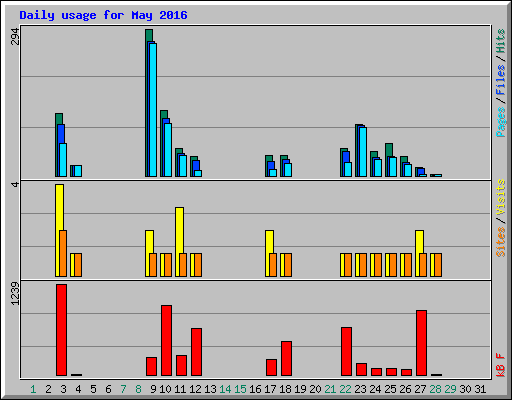 Daily usage for May 2016
294
Pages / Files / Hits
4
Sites / Visits
1239
kB F
1 2 3 4 5 6 7 8 9 10 11 12 13 14 15 16 17 18 19 20 21 22 23 24 25 26 27 28 29 30 31